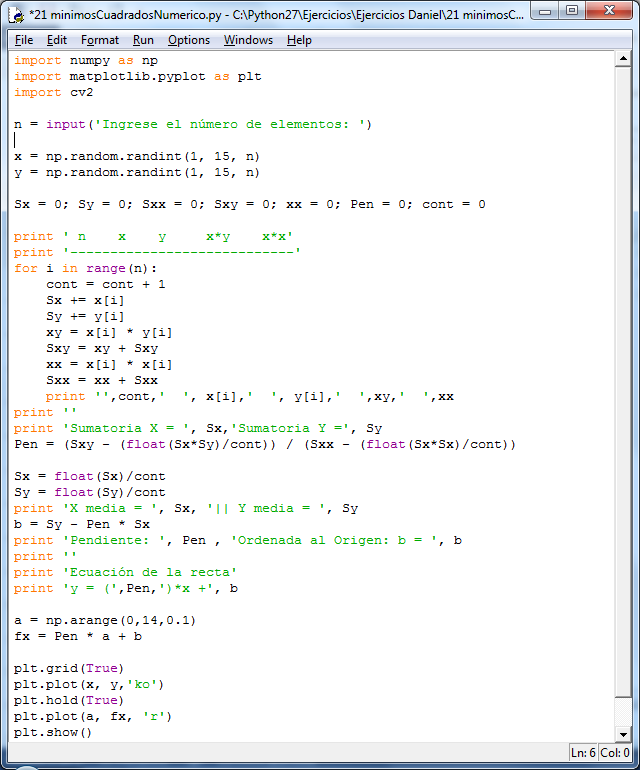 *21 minimosCuadradosNumerico.py - C:\Python27\Ejercicios\Ejercicios Daniel\21 minimosC...
File Edit Format Run Options Windows Help
import numpy as np
import matplotlib.pyplot as plt
import cv2

n = input('Ingrese el número de elementos: ')

x = np.random.randint(1, 15, n)
y = np.random.randint(1, 15, n)

Sx = 0; Sy = 0; Sxx = 0; Sxy = 0; xx = 0; Pen = 0; cont = 0

print ' n    x    y     x*y    x*x'
print '----------------------------'
for i in range(n):
    cont = cont + 1
    Sx += x[i]
    Sy += y[i]
    xy = x[i] * y[i]
    Sxy = xy + Sxy
    xx = x[i] * x[i]
    Sxx = xx + Sxx
    print '',cont,'  ', x[i],'  ', y[i],'  ',xy,'  ',xx
print ''
print 'Sumatoria X = ', Sx,'Sumatoria Y =', Sy
Pen = (Sxy - (float(Sx*Sy)/cont)) / (Sxx - (float(Sx*Sx)/cont))

Sx = float(Sx)/cont
Sy = float(Sy)/cont
print 'X media = ', Sx, '|| Y media = ', Sy
b = Sy - Pen * Sx
print 'Pendiente: ', Pen , 'Ordenada al Origen: b = ', b
print ''
print 'Ecuación de la recta'
print 'y = (',Pen,')*x +', b

a = np.arange(0,14,0.1)
fx = Pen * a + b

plt.grid(True)
plt.plot(x, y,'ko')
plt.hold(True)
plt.plot(a, fx, 'r')
plt.show()
Ln: 6 Col: 0